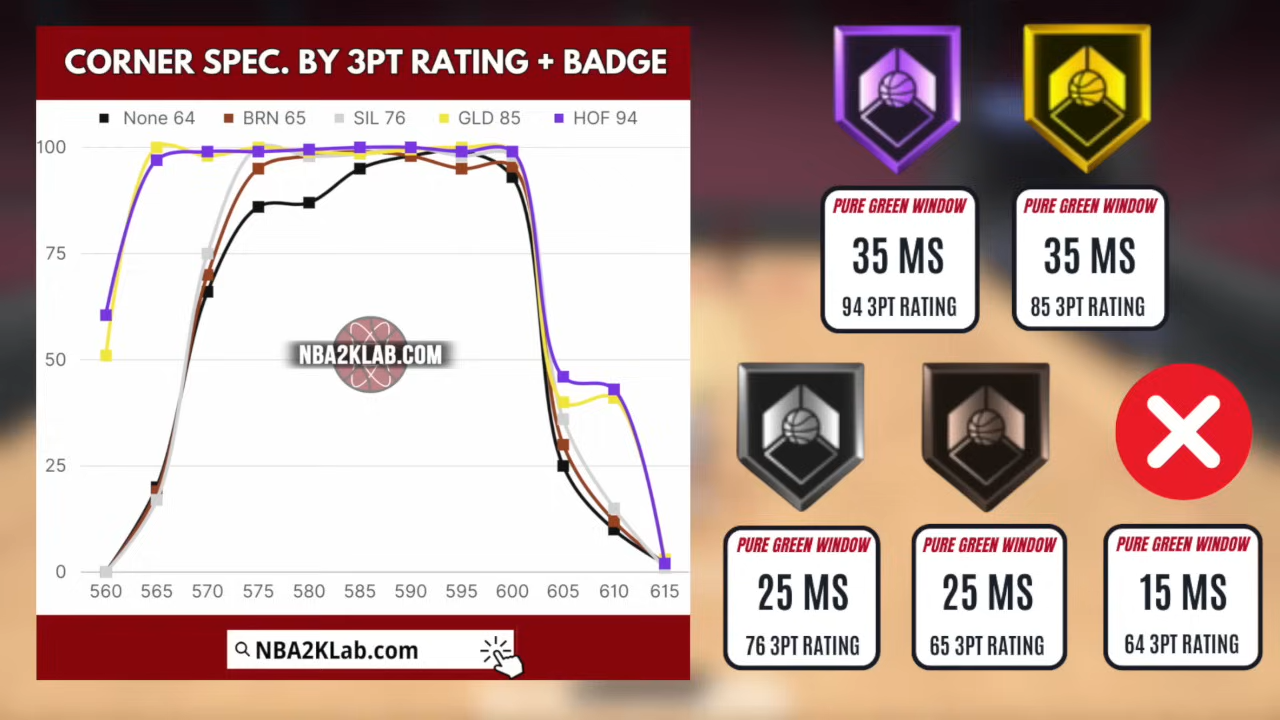 CORNER SPEC. BY 3PT RATING + BADGE
None 64 BRN 65 SIL 76 GLD 85 HOF 94
100
75
50
25
0
560 565 570 575 580 585 590 595 600 605 610 615
NBA2KLAB.COM
NBA2KLab.com
PURE GREEN WINDOW
35 MS
94 3PT RATING
PURE GREEN WINDOW
35 MS
85 3PT RATING
PURE GREEN WINDOW
25 MS
76 3PT RATING
PURE GREEN WINDOW
25 MS
65 3PT RATING
PURE GREEN WINDOW
15 MS
64 3PT RATING